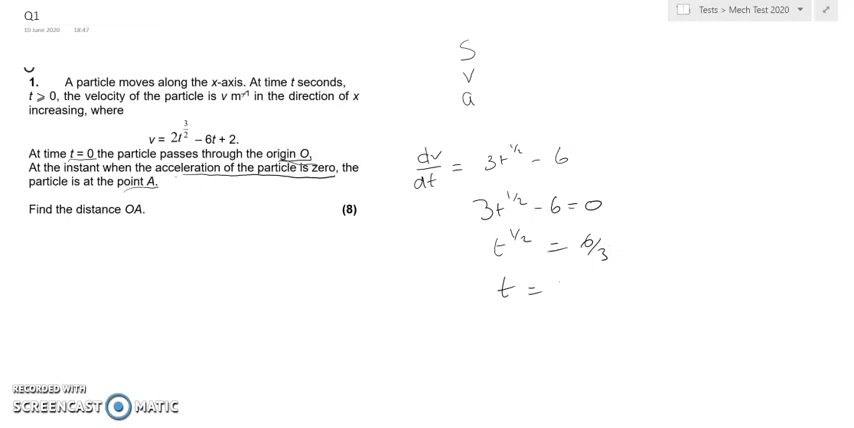 Q1
10 June 2020 18:47
Tests > Mech Test 2020
1. A particle moves along the x-axis. At time t seconds,
t ⩾ 0, the velocity of the particle is v m⁻¹ in the direction of x
increasing, where
v = 2t^(3/2) – 6t + 2.
At time t = 0 the particle passes through the origin O,
At the instant when the acceleration of the particle is zero, the
particle is at the point A.
Find the distance OA. (8)
S
v
a
dv/dt = 3t^(1/2) - 6
3t^(1/2) - 6 = 0
t^(1/2) = 6/3
t =
RECORDED WITH
SCREENCAST MATIC